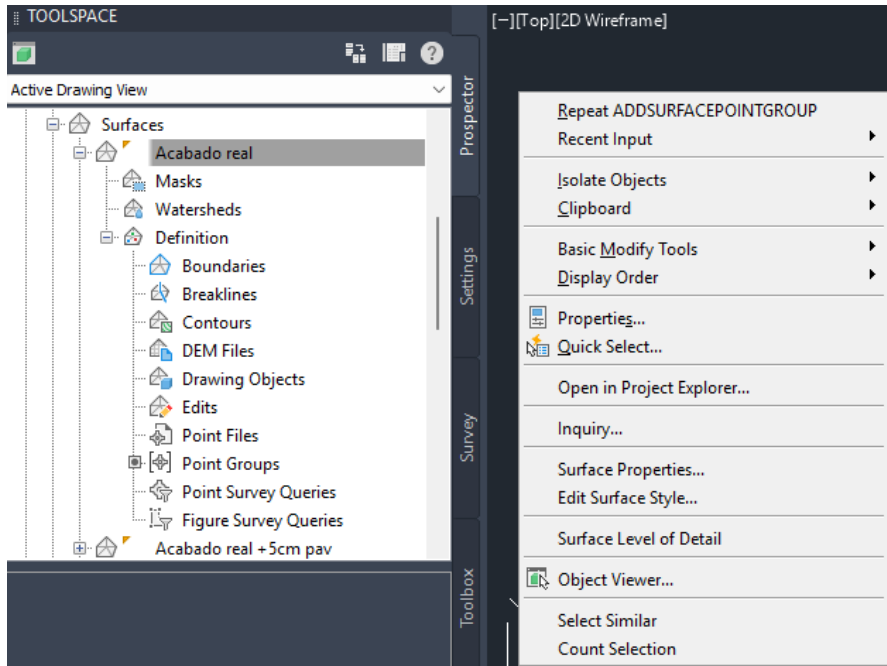 TOOLSPACE
Active Drawing View
Surfaces
Acabado real
Masks
Watersheds
Definition
Boundaries
Breaklines
Contours
DEM Files
Drawing Objects
Edits
Point Files
Point Groups
Point Survey Queries
Figure Survey Queries
Acabado real +5cm pav
Prospector
Settings
Survey
Toolbox
[−][Top][2D Wireframe]
Repeat ADDSURFACEPOINTGROUP
Recent Input
Isolate Objects
Clipboard
Basic Modify Tools
Display Order
Properties...
Quick Select...
Open in Project Explorer...
Inquiry...
Surface Properties...
Edit Surface Style...
Surface Level of Detail
Object Viewer...
Select Similar
Count Selection